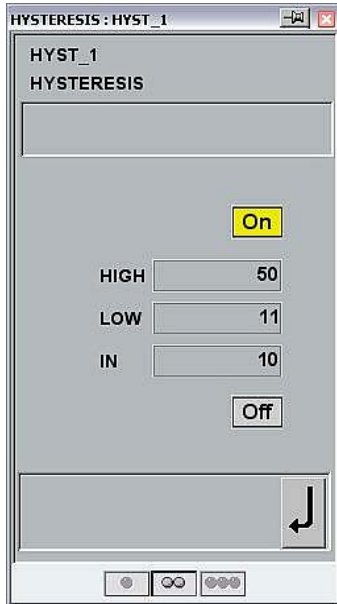 HYSTERESIS : HYST_1
HYST_1
HYSTERESIS
On
HIGH 50
LOW 11
IN 10
Off